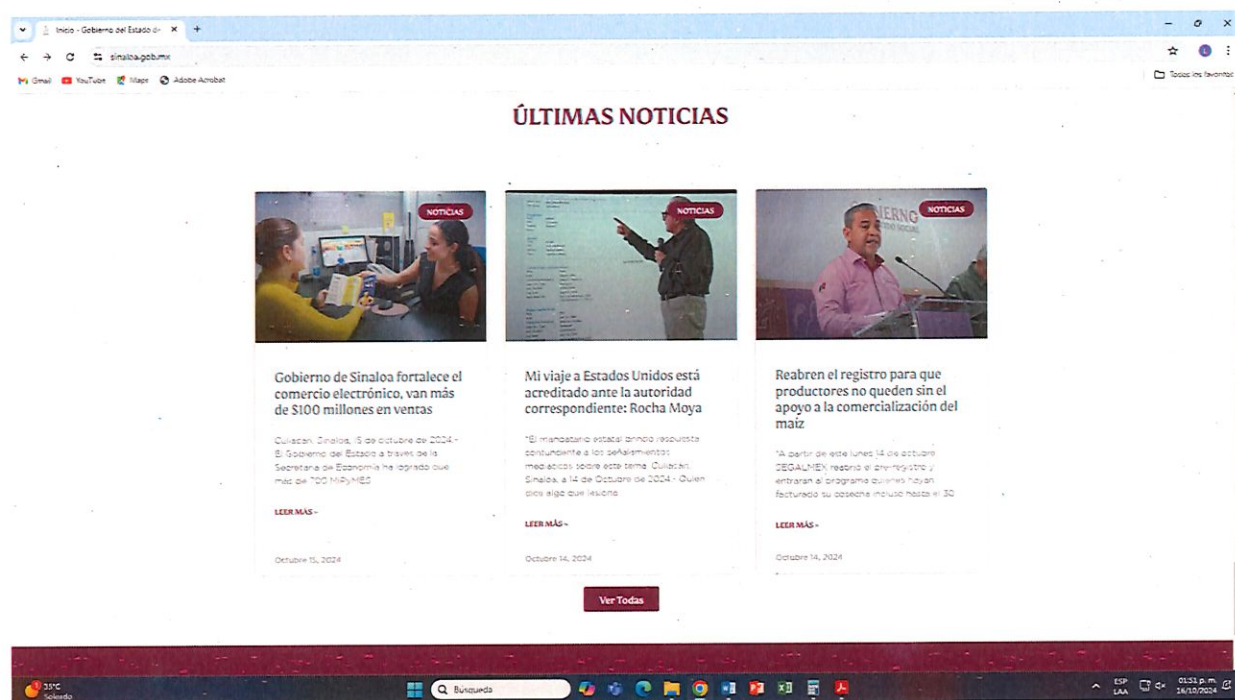 Inicio - Gobierno del Estado de
sinaloa.gob.mx
Gmail YouTube Maps Adobe Acrobat
Todos los favoritos
ÚLTIMAS NOTICIAS
NOTICIAS
Gobierno de Sinaloa fortalece el
comercio electrónico, van más
de $100 millones en ventas
Culiacán, Sinaloa, 15 de octubre de 2024.-
El Gobierno del Estado a través de la
Secretaría de Economía ha logrado que
más de 700 MiPyMES
LEER MÁS »
Octubre 15, 2024
NOTICIAS
Mi viaje a Estados Unidos está
acreditado ante la autoridad
correspondiente: Rocha Moya
*El mandatario estatal brindó respuesta
contundente a los señalamientos
mediáticos sobre este tema. Culiacán,
Sinaloa, a 14 de Octubre de 2024.- Quien
dice algo que lesiona
LEER MÁS »
Octubre 14, 2024
GOBIERNO
NOTICIAS
Reabren el registro para que
productores no queden sin el
apoyo a la comercialización del
maíz
*A partir de este lunes 14 de octubre
SEGALMEX reabrió el pre-registro y
entrarán al programa quienes hayan
facturado su cosecha incluso hasta el 30
LEER MÁS »
Octubre 14, 2024
Ver Todas
35°C
Soleado
Búsqueda
ESP
LAA
01:51 p. m.
16/10/2024